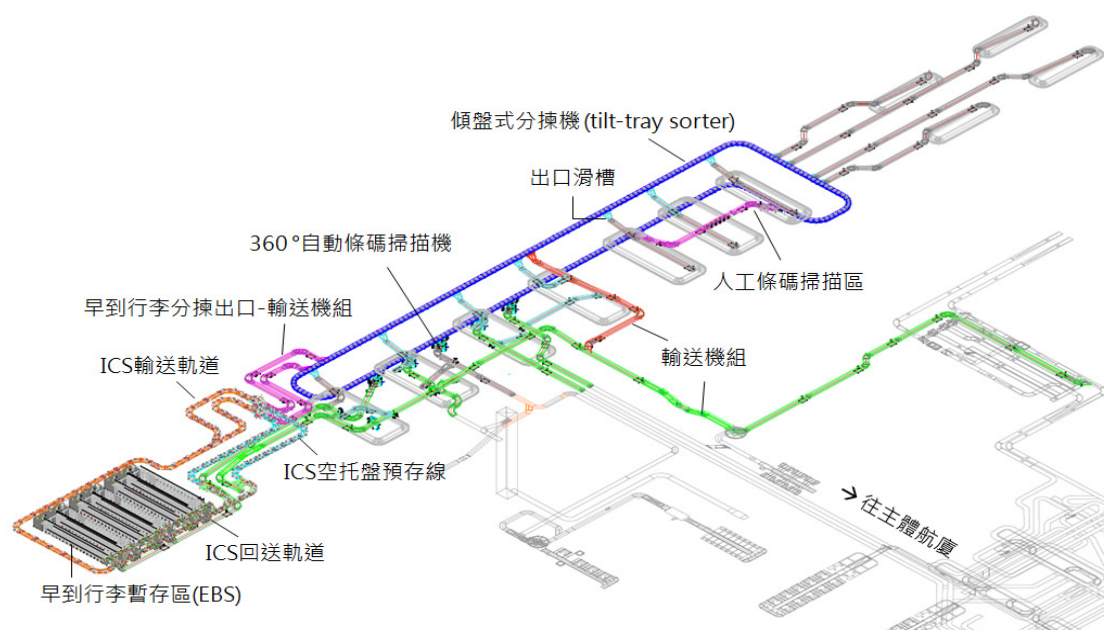 傾盤式分揀機(tilt-tray sorter)
出口滑槽
360°自動條碼掃描機
人工條碼掃描區
早到行李分揀出口-輸送機組
輸送機組
ICS輸送軌道
ICS空托盤預存線
ICS回送軌道
→往主體航廈
早到行李暫存區(EBS)